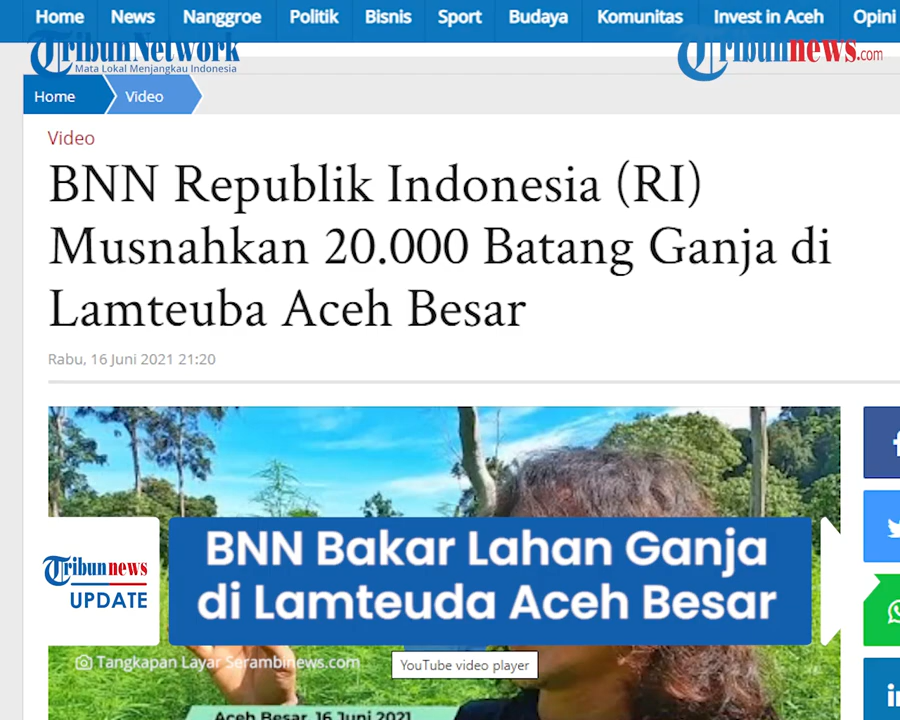 Home News Nanggroe Politik Bisnis Sport Budaya Komunitas Invest in Aceh Opini
TribunNetwork
Mata Lokal Menjangkau Indonesia
Tribunnews.com
Home Video
Video
BNN Republik Indonesia (RI)
Musnahkan 20.000 Batang Ganja di
Lamteuba Aceh Besar
Rabu, 16 Juni 2021 21:20
Tribunnews
UPDATE
BNN Bakar Lahan Ganja
di Lamteuda Aceh Besar
Tangkapan Layar Serambinews.com
YouTube video player
Aceh Besar, 16 Juni 2021